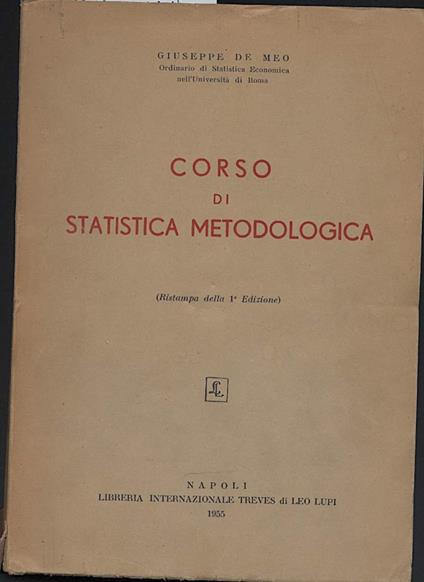 GIUSEPPE DE MEO
Ordinario di Statistica Economica
nell'Università di Roma
CORSO
DI
STATISTICA METODOLOGICA
(Ristampa della 1ª Edizione)
LL
NAPOLI
LIBRERIA INTERNAZIONALE TREVES di LEO LUPI
1955